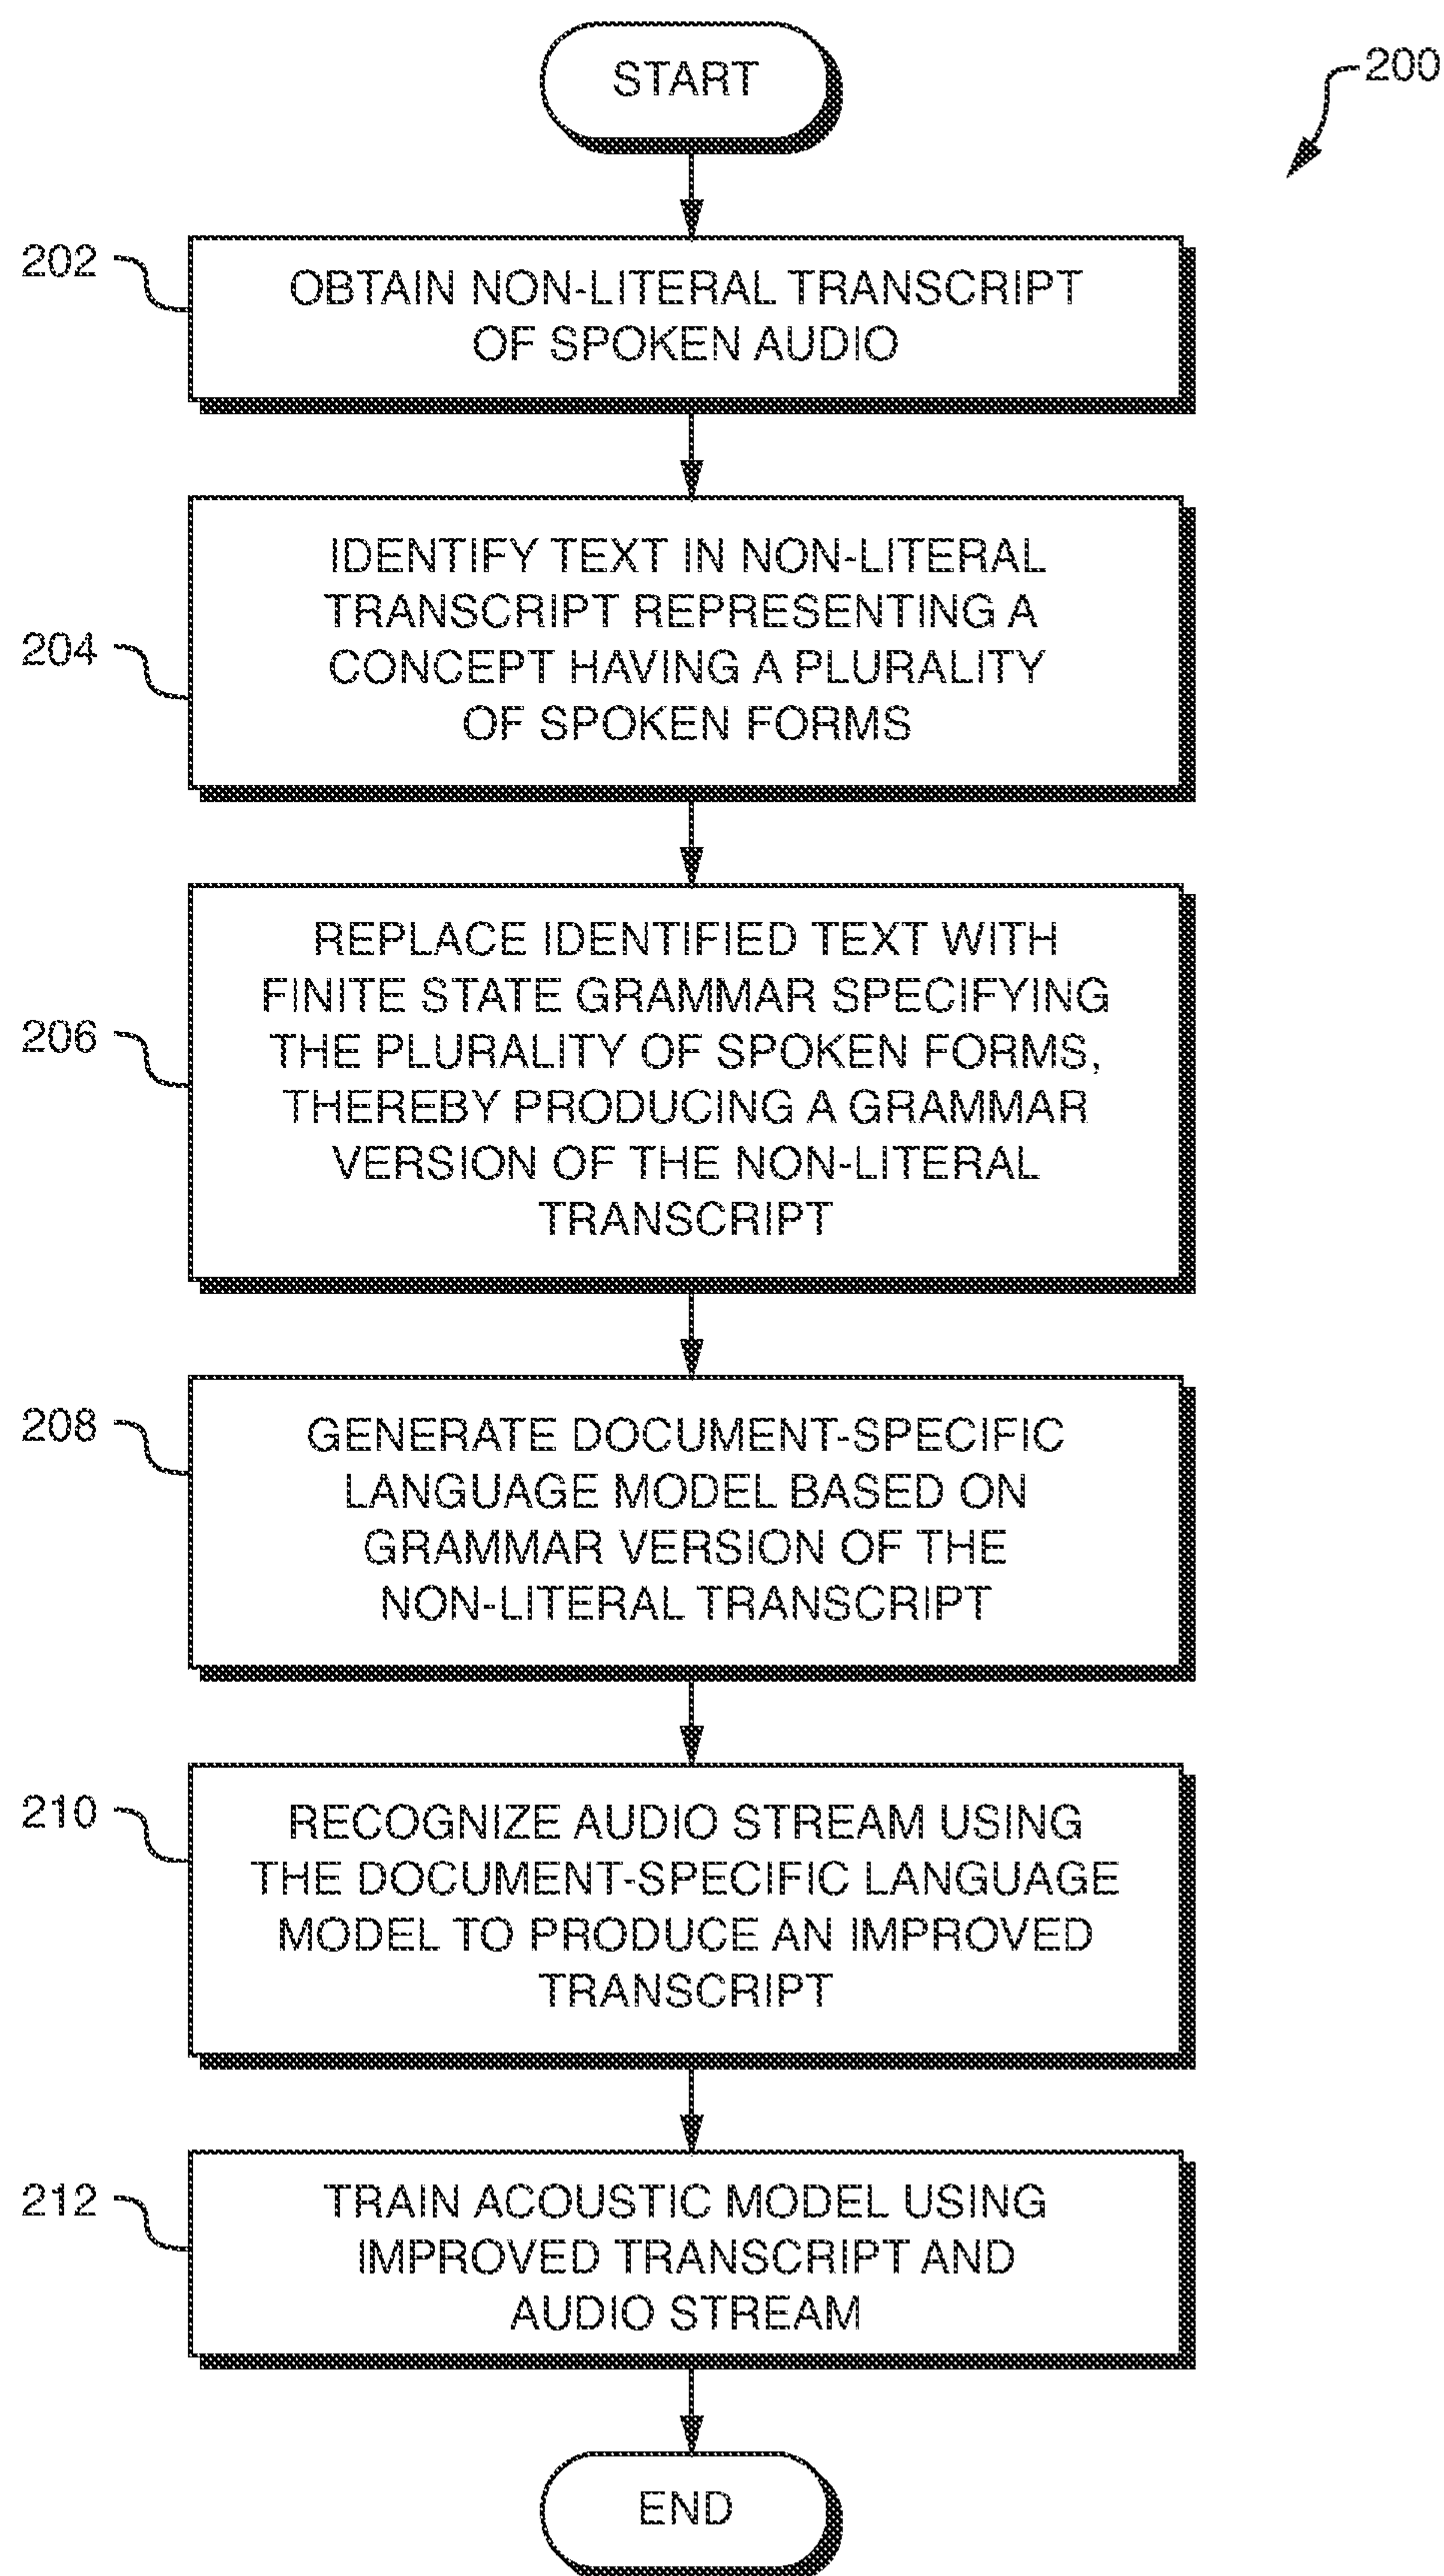 START
200
202
OBTAIN NON-LITERAL TRANSCRIPT
OF SPOKEN AUDIO
204
IDENTIFY TEXT IN NON-LITERAL
TRANSCRIPT REPRESENTING A
CONCEPT HAVING A PLURALITY
OF SPOKEN FORMS
206
REPLACE IDENTIFIED TEXT WITH
FINITE STATE GRAMMAR SPECIFYING
THE PLURALITY OF SPOKEN FORMS,
THEREBY PRODUCING A GRAMMAR
VERSION OF THE NON-LITERAL
TRANSCRIPT
208
GENERATE DOCUMENT-SPECIFIC
LANGUAGE MODEL BASED ON
GRAMMAR VERSION OF THE
NON-LITERAL TRANSCRIPT
210
RECOGNIZE AUDIO STREAM USING
THE DOCUMENT-SPECIFIC LANGUAGE
MODEL TO PRODUCE AN IMPROVED
TRANSCRIPT
212
TRAIN ACOUSTIC MODEL USING
IMPROVED TRANSCRIPT AND
AUDIO STREAM
END